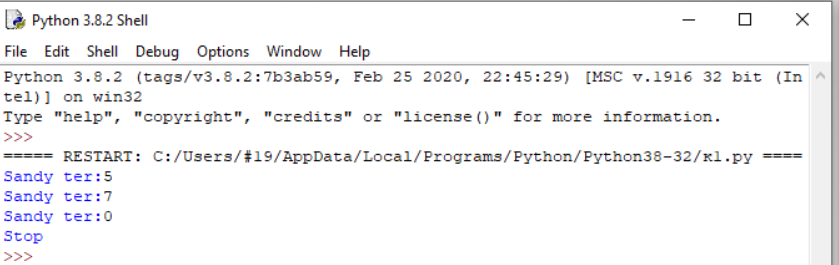 Python 3.8.2 Shell
File Edit Shell Debug Options Window Help
Python 3.8.2 (tags/v3.8.2:7b3ab59, Feb 25 2020, 22:45:29) [MSC v.1916 32 bit (In
tel)] on win32
Type "help", "copyright", "credits" or "license()" for more information.
>>>
===== RESTART: C:/Users/#19/AppData/Local/Programs/Python/Python38-32/к1.py ====
Sandy ter:5
Sandy ter:7
Sandy ter:0
Stop
>>>